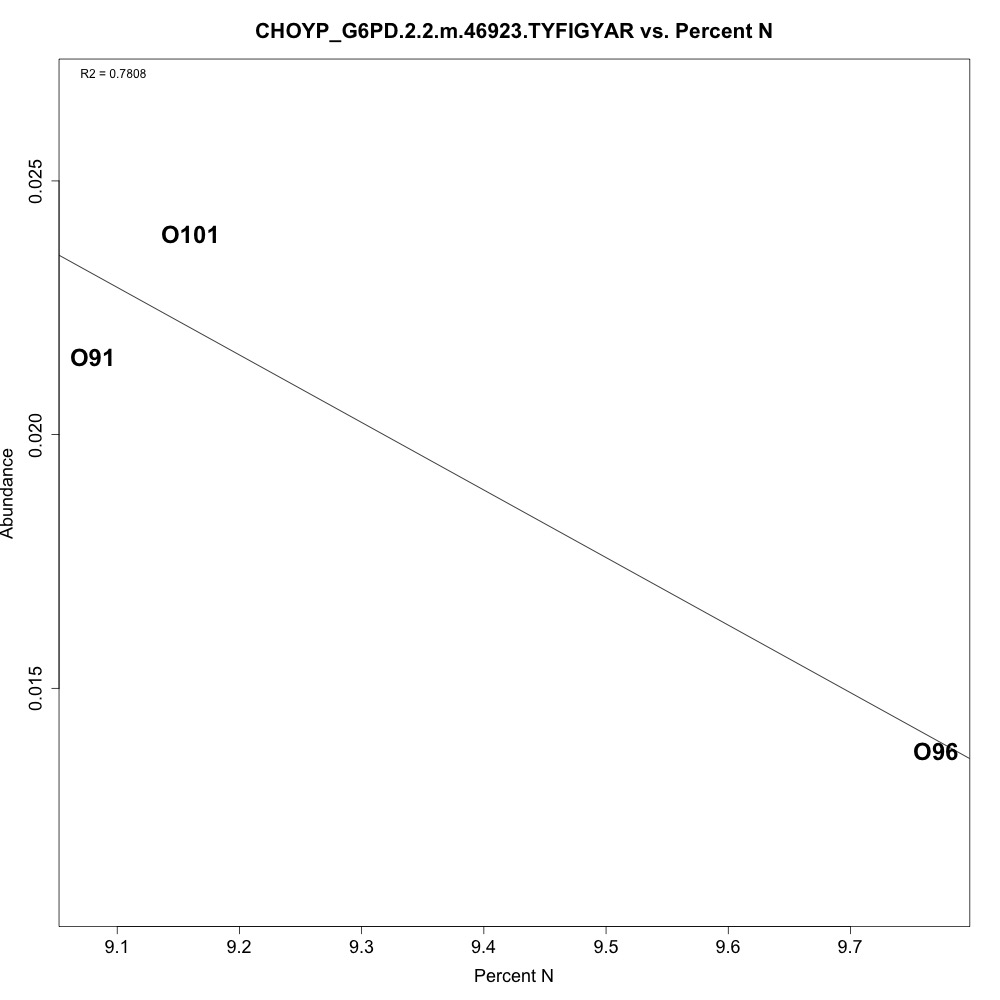 CHOYP_G6PD.2.2.m.46923.TYFIGYAR vs. Percent N
R2 = 0.7808
0.025
O101
O91
0.020
Abundance
0.015
O96
9.1 9.2 9.3 9.4 9.5 9.6 9.7
Percent N